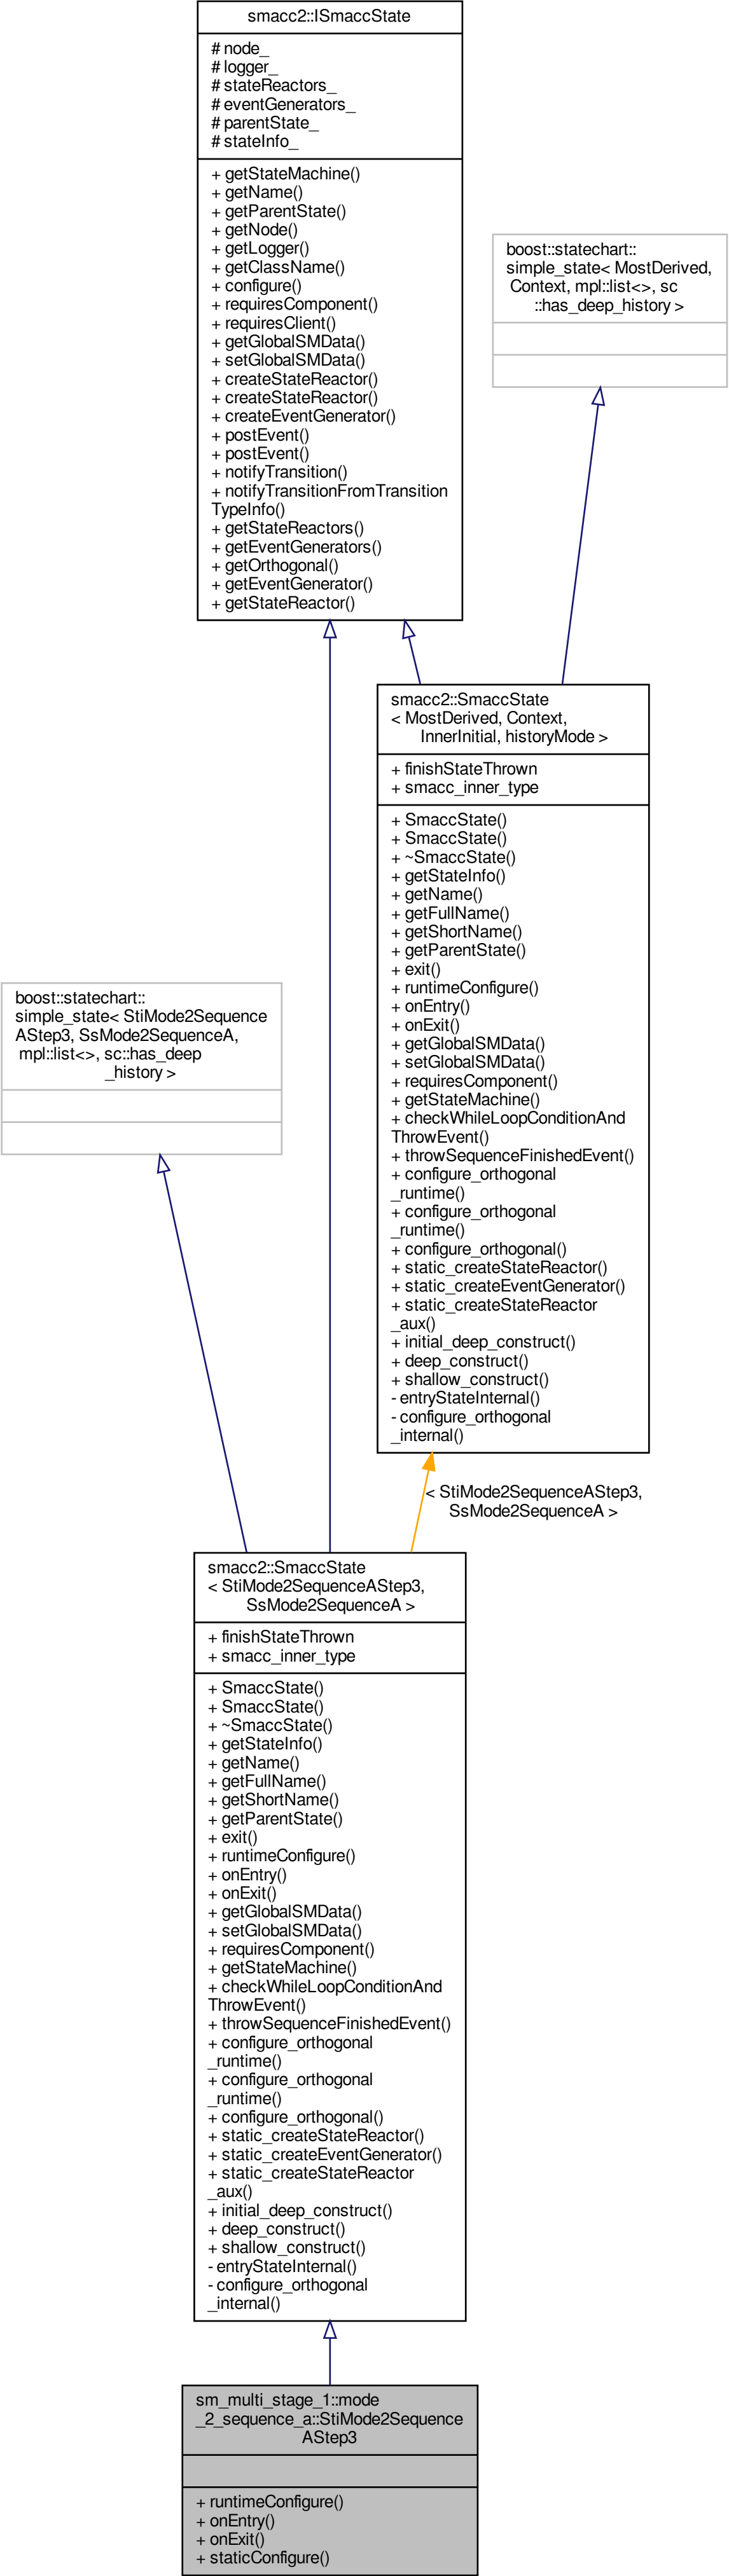 smacc2::ISmaccState
# node_
# logger_
# stateReactors_
# eventGenerators_
# parentState_
# stateInfo_
+ getStateMachine()
+ getName()
+ getParentState()
+ getNode()
+ getLogger()
+ getClassName()
+ configure()
+ requiresComponent()
+ requiresClient()
+ getGlobalSMData()
+ setGlobalSMData()
+ createStateReactor()
+ createStateReactor()
+ createEventGenerator()
+ postEvent()
+ postEvent()
+ notifyTransition()
+ notifyTransitionFromTransition
TypeInfo()
+ getStateReactors()
+ getEventGenerators()
+ getOrthogonal()
+ getEventGenerator()
+ getStateReactor()
boost::statechart::
simple_state< MostDerived,
Context, mpl::list<>, sc
::has_deep_history >
smacc2::SmaccState
< MostDerived, Context,
InnerInitial, historyMode >
+ finishStateThrown
+ smacc_inner_type
+ SmaccState()
+ SmaccState()
+ ~SmaccState()
+ getStateInfo()
+ getName()
+ getFullName()
+ getShortName()
+ getParentState()
+ exit()
+ runtimeConfigure()
+ onEntry()
+ onExit()
+ getGlobalSMData()
+ setGlobalSMData()
+ requiresComponent()
+ getStateMachine()
+ checkWhileLoopConditionAnd
ThrowEvent()
+ throwSequenceFinishedEvent()
+ configure_orthogonal
_runtime()
+ configure_orthogonal
_runtime()
+ configure_orthogonal()
+ static_createStateReactor()
+ static_createEventGenerator()
+ static_createStateReactor
_aux()
+ initial_deep_construct()
+ deep_construct()
+ shallow_construct()
- entryStateInternal()
- configure_orthogonal
_internal()
boost::statechart::
simple_state< StiMode2Sequence
AStep3, SsMode2SequenceA,
mpl::list<>, sc::has_deep
_history >
< StiMode2SequenceAStep3,
SsMode2SequenceA >
smacc2::SmaccState
< StiMode2SequenceAStep3,
SsMode2SequenceA >
+ finishStateThrown
+ smacc_inner_type
+ SmaccState()
+ SmaccState()
+ ~SmaccState()
+ getStateInfo()
+ getName()
+ getFullName()
+ getShortName()
+ getParentState()
+ exit()
+ runtimeConfigure()
+ onEntry()
+ onExit()
+ getGlobalSMData()
+ setGlobalSMData()
+ requiresComponent()
+ getStateMachine()
+ checkWhileLoopConditionAnd
ThrowEvent()
+ throwSequenceFinishedEvent()
+ configure_orthogonal
_runtime()
+ configure_orthogonal
_runtime()
+ configure_orthogonal()
+ static_createStateReactor()
+ static_createEventGenerator()
+ static_createStateReactor
_aux()
+ initial_deep_construct()
+ deep_construct()
+ shallow_construct()
- entryStateInternal()
- configure_orthogonal
_internal()
sm_multi_stage_1::mode
_2_sequence_a::StiMode2Sequence
AStep3
+ runtimeConfigure()
+ onEntry()
+ onExit()
+ staticConfigure()